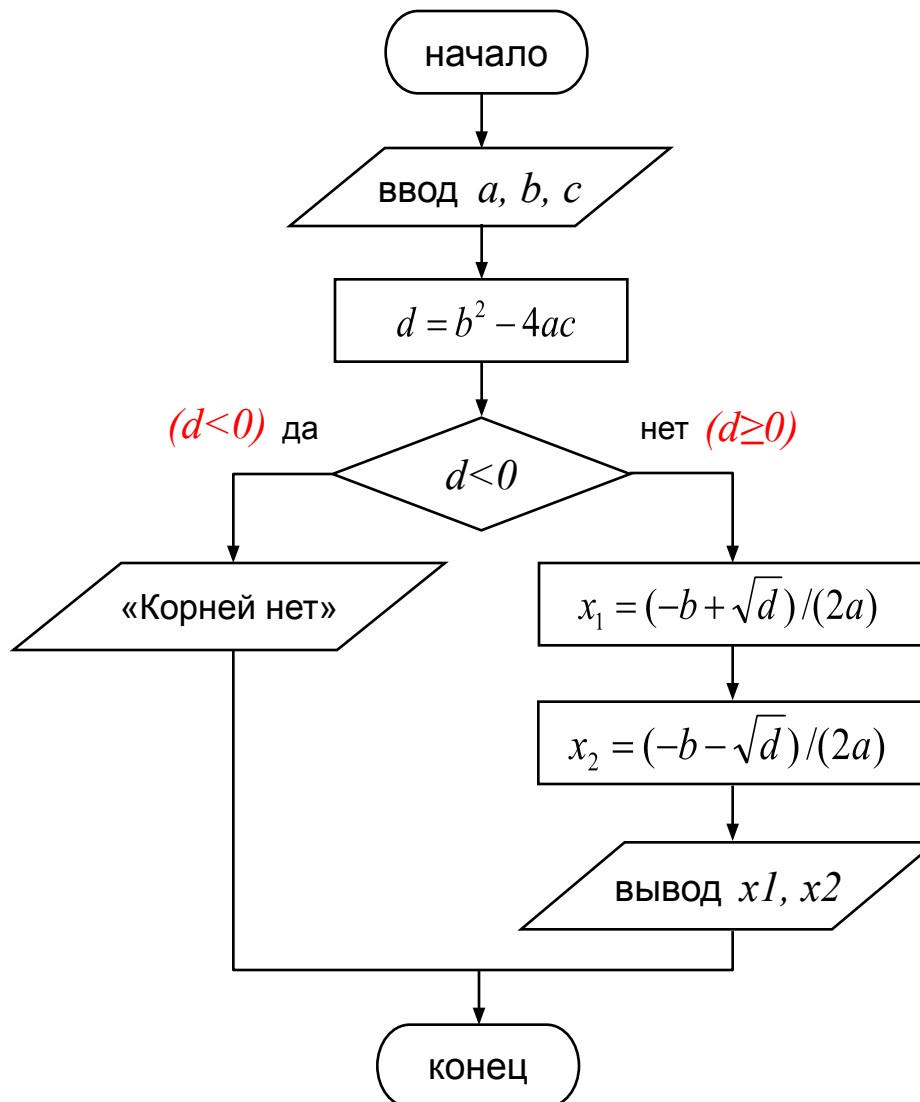 начало
ввод a, b, c
d = b² − 4ac
(d<0) да
нет (d≥0)
d<0
«Корней нет»
x₁ = (−b + √d)/(2a)
x₂ = (−b − √d)/(2a)
вывод x1, x2
конец